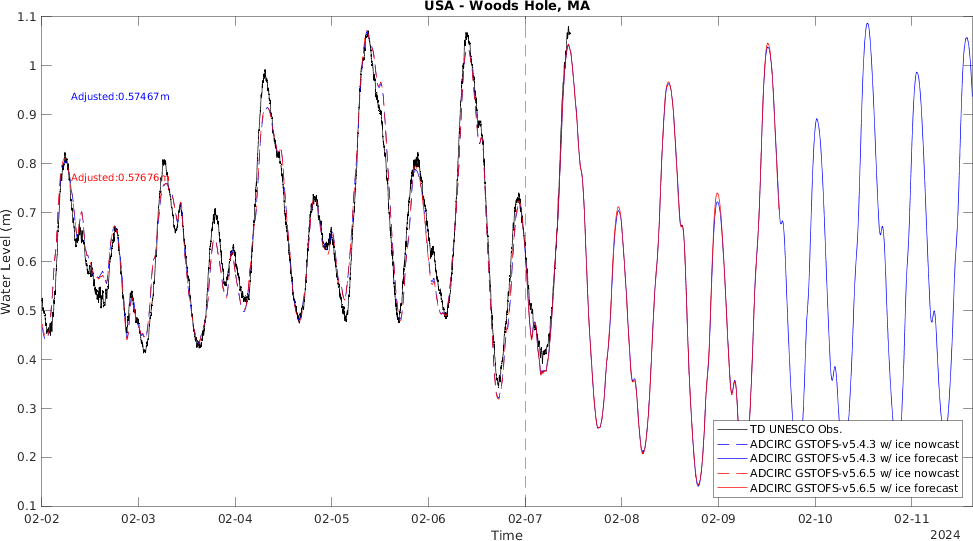 USA - Woods Hole, MA
1.1
1
0.9
0.8
0.7
0.6
0.5
0.4
0.3
0.2
0.1
Water Level (m)
Adjusted:0.57467m
Adjusted:0.57676m
TD UNESCO Obs.
ADCIRC GSTOFS-v5.4.3 w/ ice nowcast
ADCIRC GSTOFS-v5.4.3 w/ ice forecast
ADCIRC GSTOFS-v5.6.5 w/ ice nowcast
ADCIRC GSTOFS-v5.6.5 w/ ice forecast
02-02 02-03 02-04 02-05 02-06 02-07 02-08 02-09 02-10 02-11
Time
2024